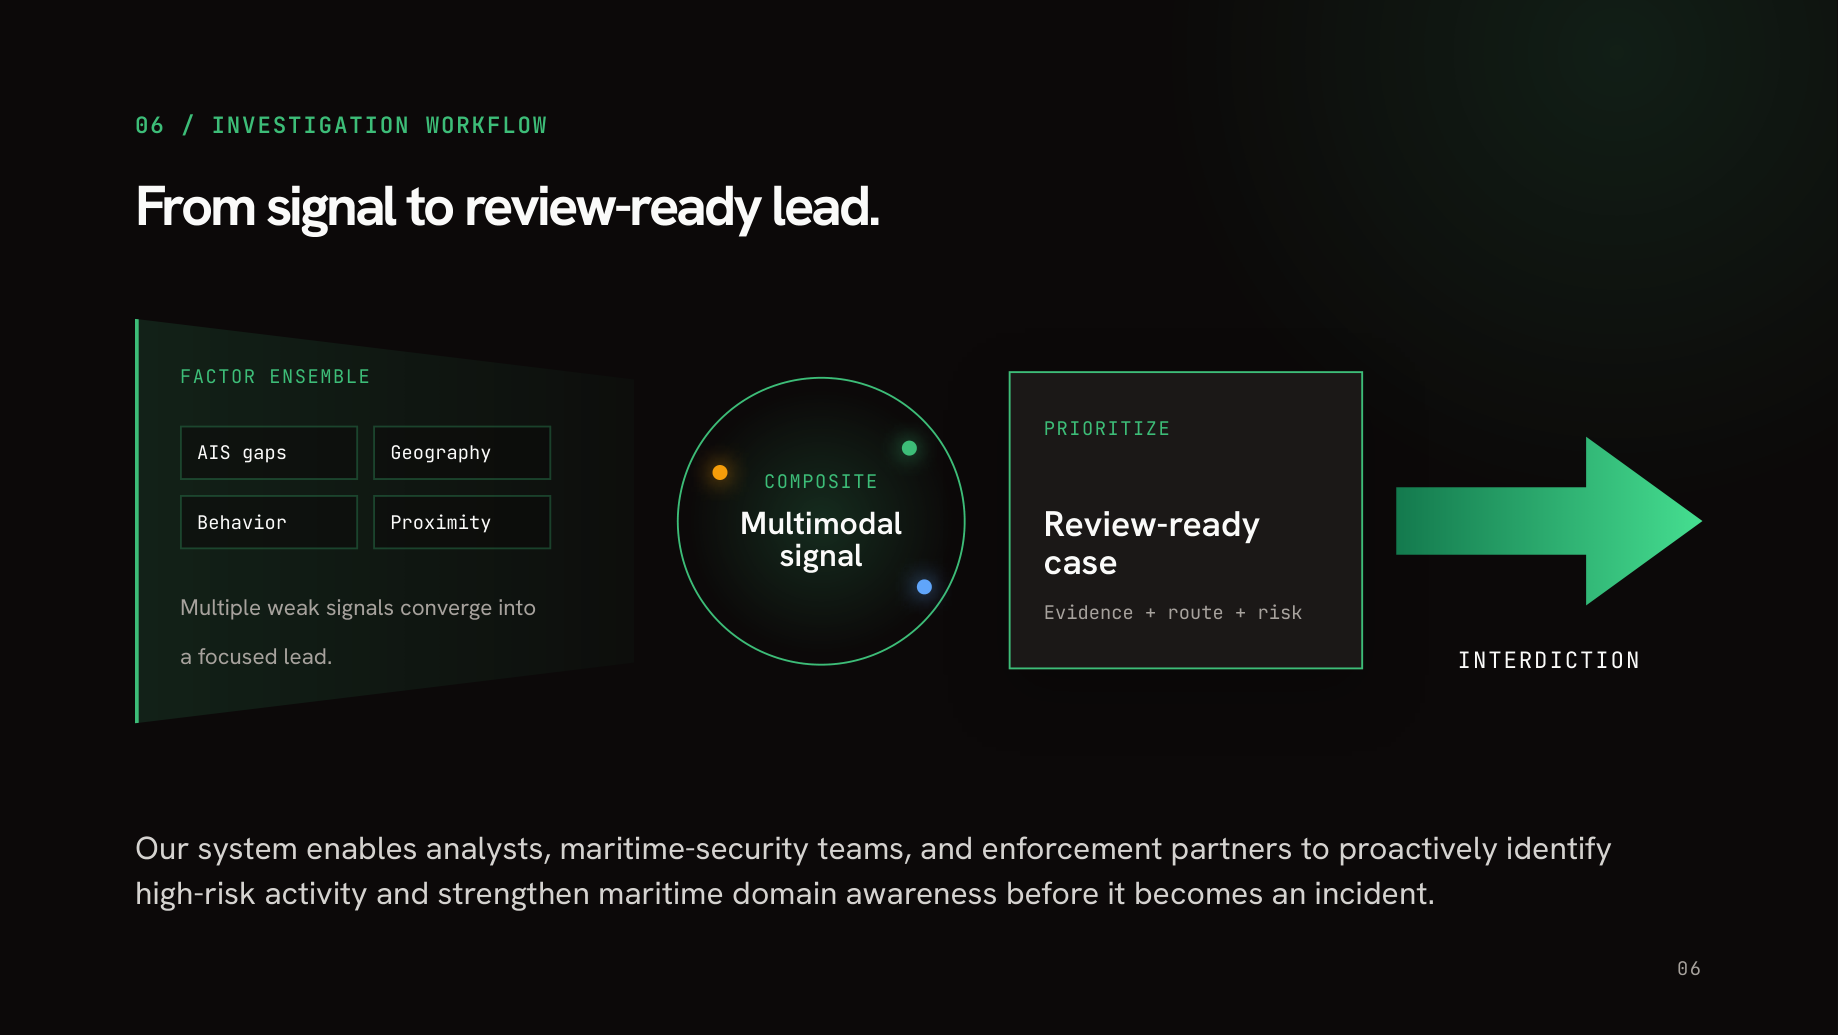 06 / INVESTIGATION WORKFLOW
From signal to review-ready lead.
FACTOR ENSEMBLE
AIS gaps
Geography
Behavior
Proximity
Multiple weak signals converge into
a focused lead.
COMPOSITE
Multimodal
signal
PRIORITIZE
Review-ready
case
Evidence + route + risk
INTERDICTION
Our system enables analysts, maritime-security teams, and enforcement partners to proactively identify
high-risk activity and strengthen maritime domain awareness before it becomes an incident.
06